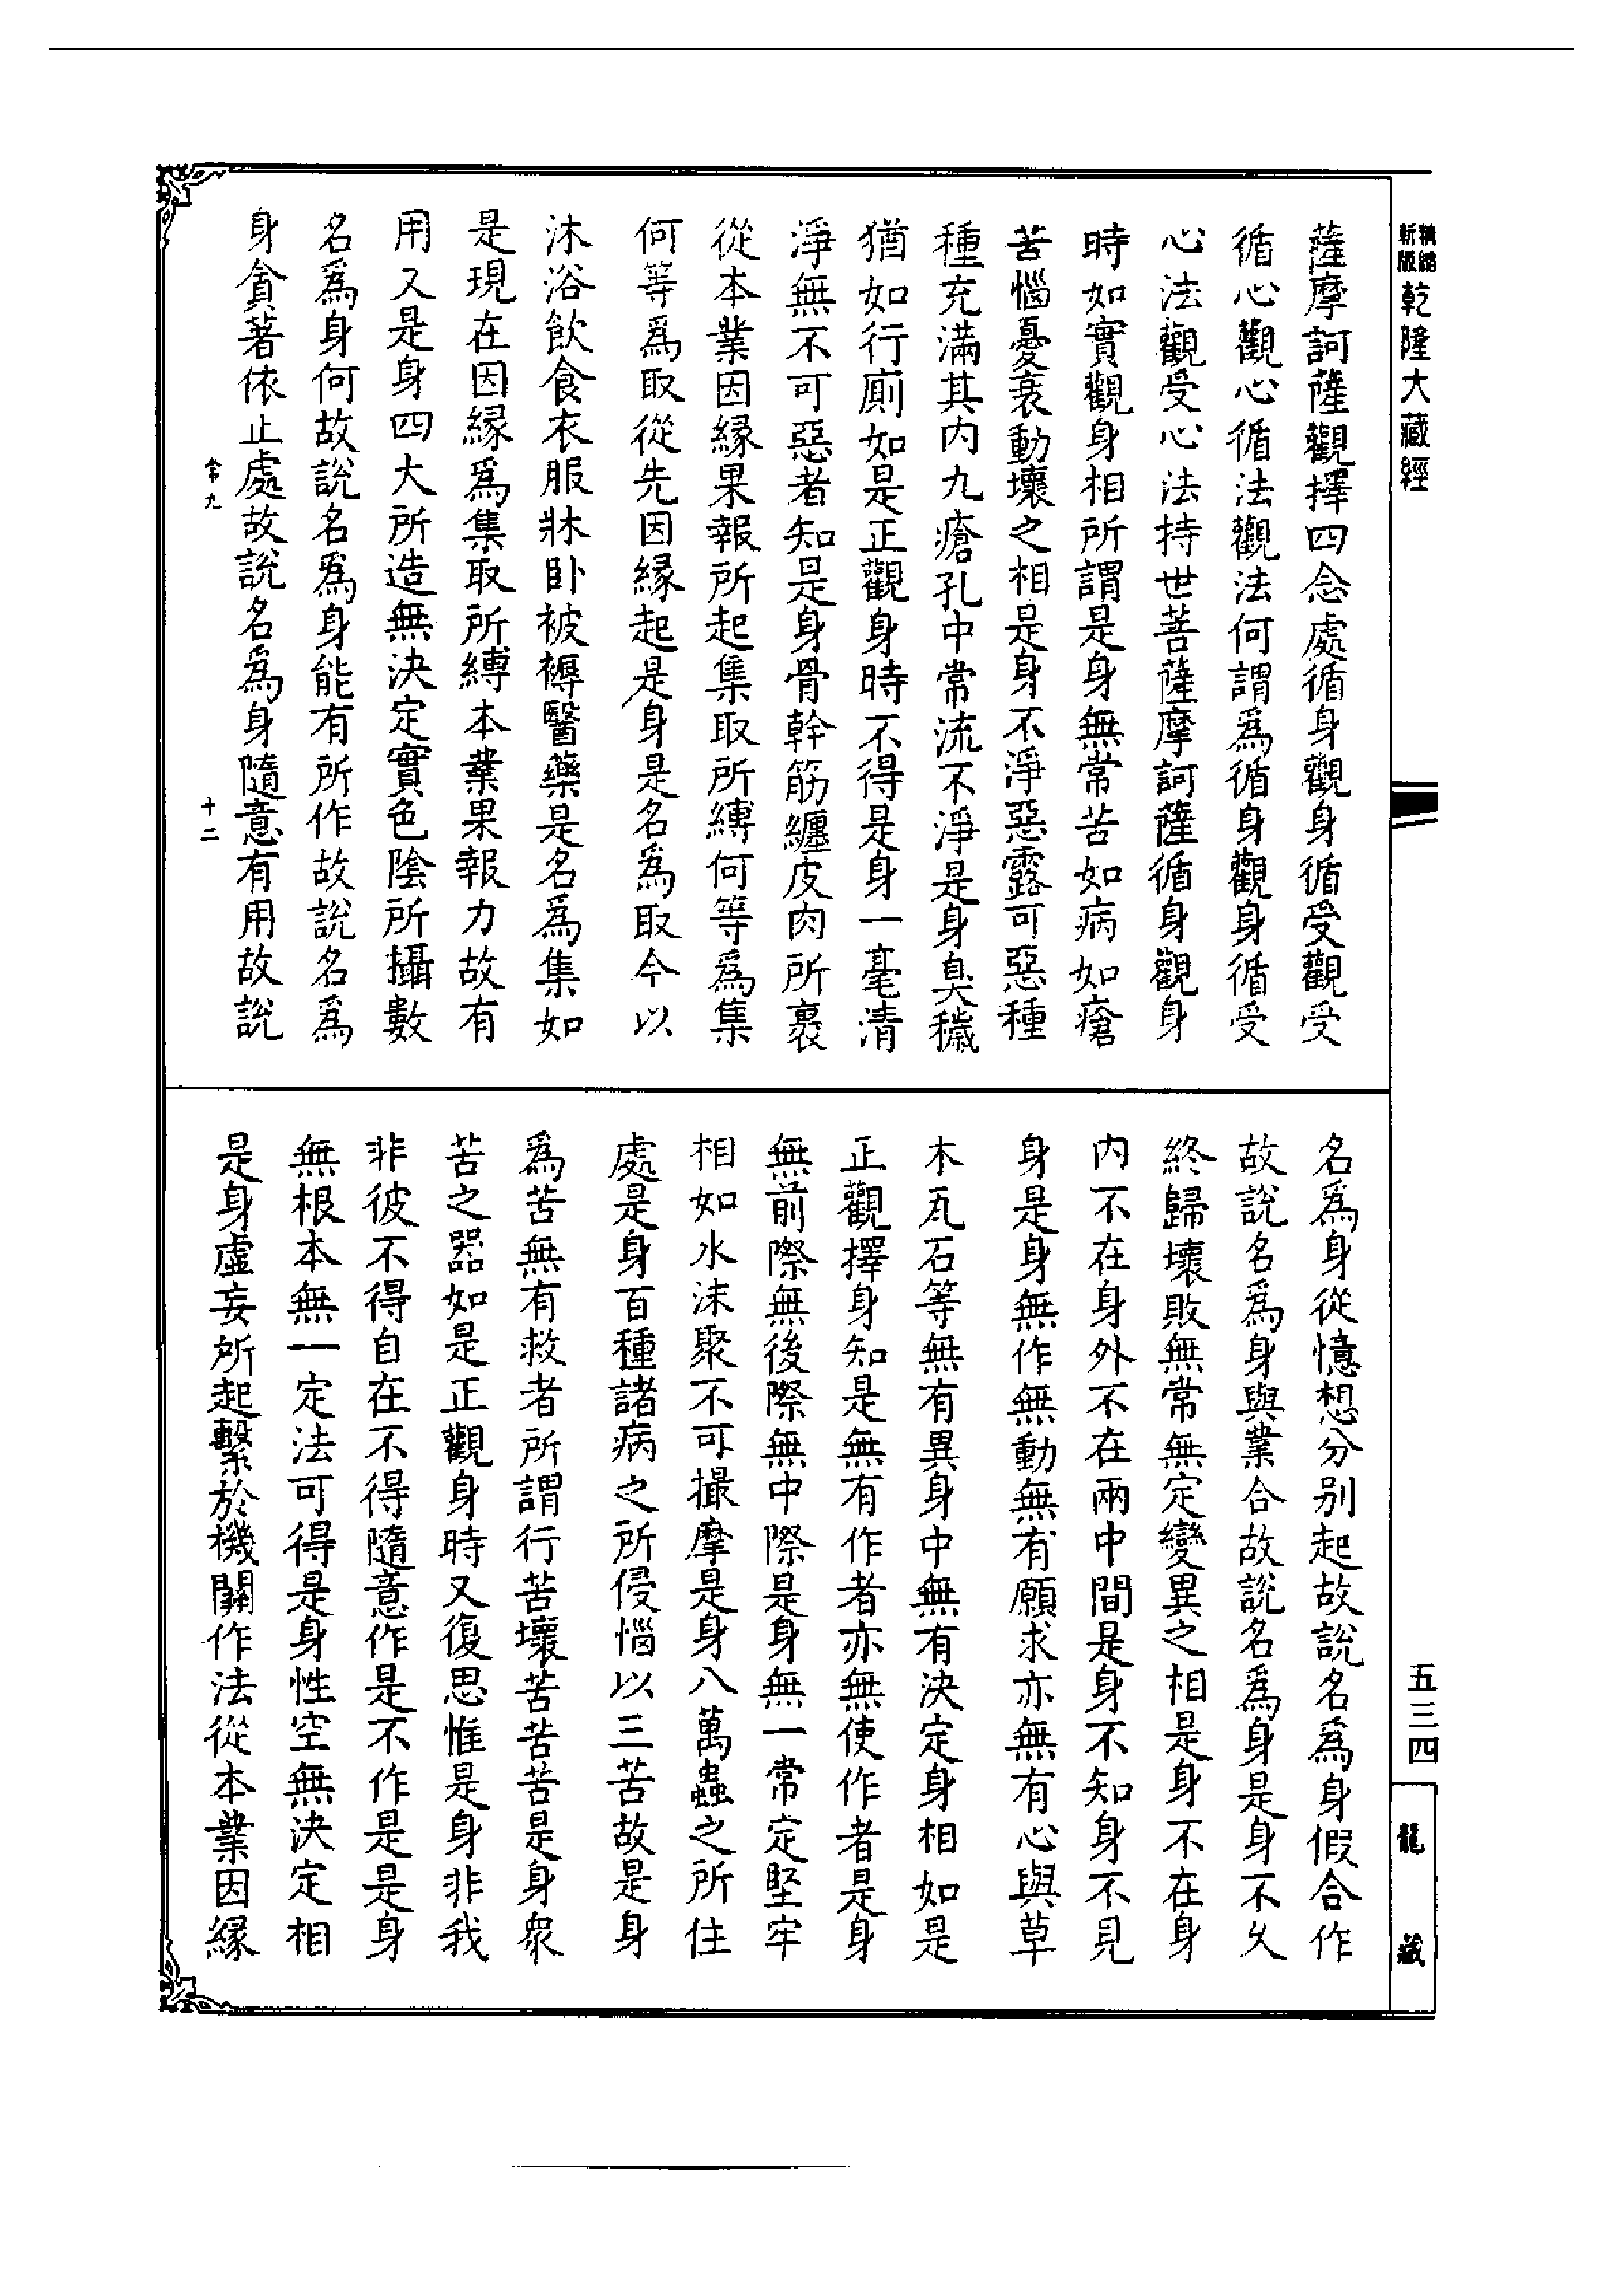 精縮
新版
乾隆大藏經
五三四
龍藏
薩摩訶薩觀擇四念處循身觀身循受觀受
循心觀心循法觀法何謂爲循身觀身循受
心法觀受心法持世菩薩摩訶薩循身觀身
時如實觀身相所謂是身無常苦如病如瘡
苦惱憂衰動壞之相是身不淨惡露可惡種
種充滿其內九瘡孔中常流不淨是身臭穢
猶如行廁如是正觀身時不得是身一毫清
淨無不可惡者知是身骨幹筋纏皮肉所裹
從本業因緣果報所起集取所縛何等爲集
何等爲取從先因緣起是身是名爲取今以
沐浴飲食衣服牀卧被褥醫藥是名爲集如
是現在因緣爲集取所縛本業果報力故有
用又是身四大所造無決定實色陰所攝數
名爲身何故說名爲身能有所作故說名爲
身貪著依止處故說名爲身隨意有用故說
常九
十二
名爲身從憶想分别起故說名爲身假合作
故說名爲身與業合故說名爲身是身不久
終歸壞敗無常無定變異之相是身不在身
内不在身外不在兩中間是身不知身不見
身是身無作無動無有願求亦無有心與草
木瓦石等無有異身中無有決定身相如是
正觀擇身知是無有作者亦無使作者是身
無前際無後際無中際是身無一常定堅牢
相如水沫聚不可撮摩是身八萬蟲之所住
處是身百種諸病之所侵惱以三苦故是身
爲苦無有救者所謂行苦壞苦苦苦是身衆
苦之器如是正觀身時又復思惟是身非我
非彼不得自在不得隨意作是不作是是身
無根本無一定法可得是身性空無決定相
是身虛妄所起繫於機關作法從本業因緣